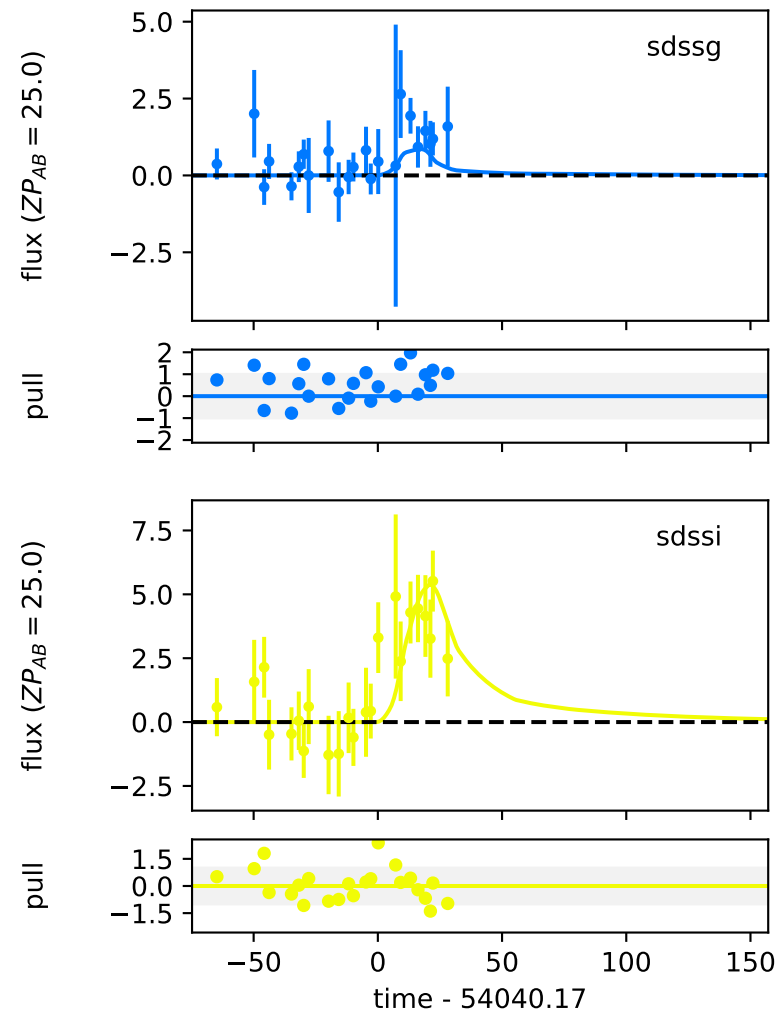 sdssg
flux (ZP_AB = 25.0)
5.0
2.5
0.0
−2.5
pull
2
1
0
−1
−2
sdssi
flux (ZP_AB = 25.0)
7.5
5.0
2.5
0.0
−2.5
pull
1.5
0.0
−1.5
−50 0 50 100 150
time - 54040.17